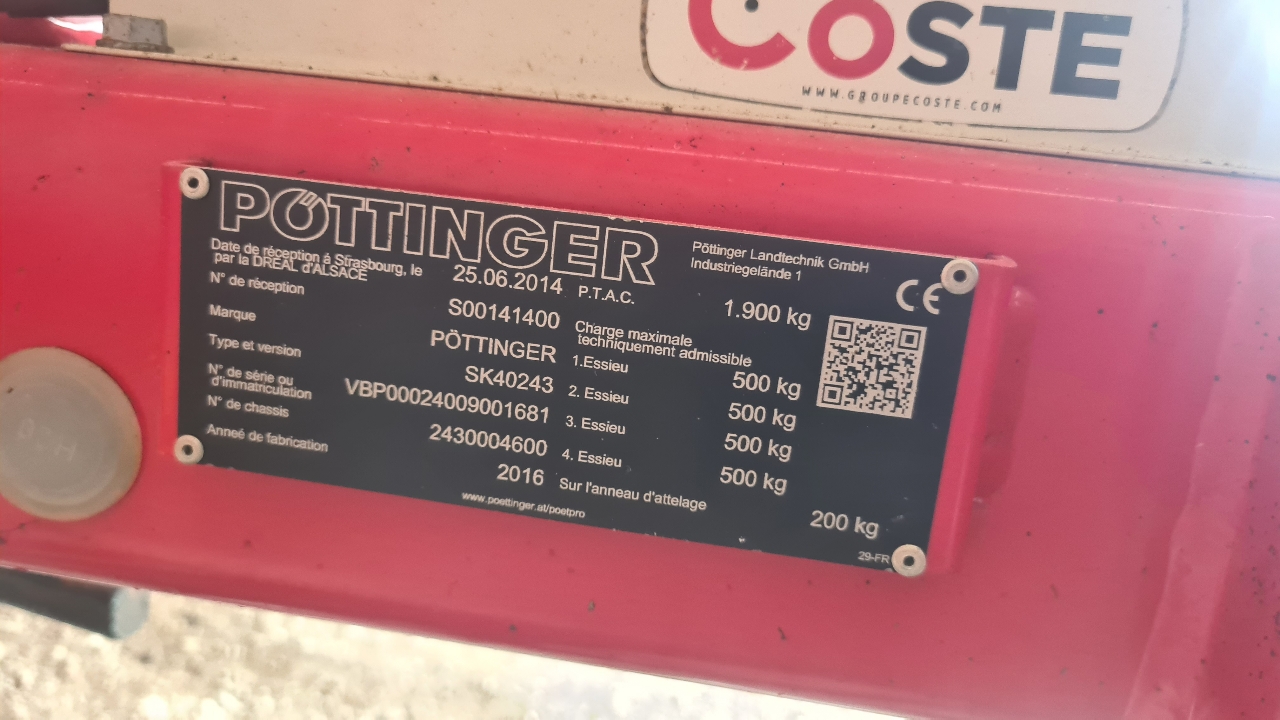 COSTE
WWW.GROUPECOSTE.COM
PÖTTINGER
Pöttinger Landtechnik GmbH
Industriegelände 1
CE
Date de réception á Strasbourg, le
par la DREAL d'ALSACE
25.06.2014
P.T.A.C.
1.900 kg
N° de réception
S00141400
Charge maximale
techniquement admissible
Marque
PÖTTINGER
1.Essieu
500 kg
Type et version
SK40243
2. Essieu
500 kg
N° de série ou
d'immatriculation
VBP00024009001681
3. Essieu
500 kg
N° de chassis
2430004600
4. Essieu
500 kg
Anneé de fabrication
2016
Sur l'anneau d'attelage
200 kg
www.poettinger.at/poetpro
29-FR